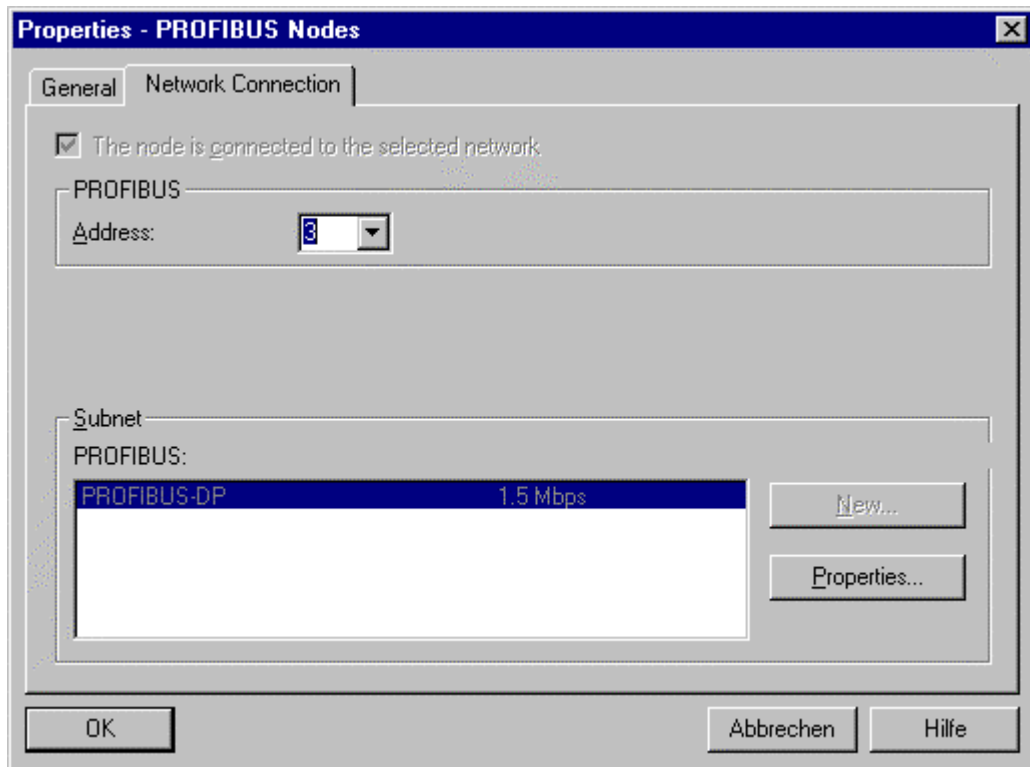 Properties - PROFIBUS Nodes
General Network Connection
The node is connected to the selected network
PROFIBUS
Address: 3
Subnet
PROFIBUS:
PROFIBUS-DP 1.5 Mbps
New...
Properties...
OK Abbrechen Hilfe